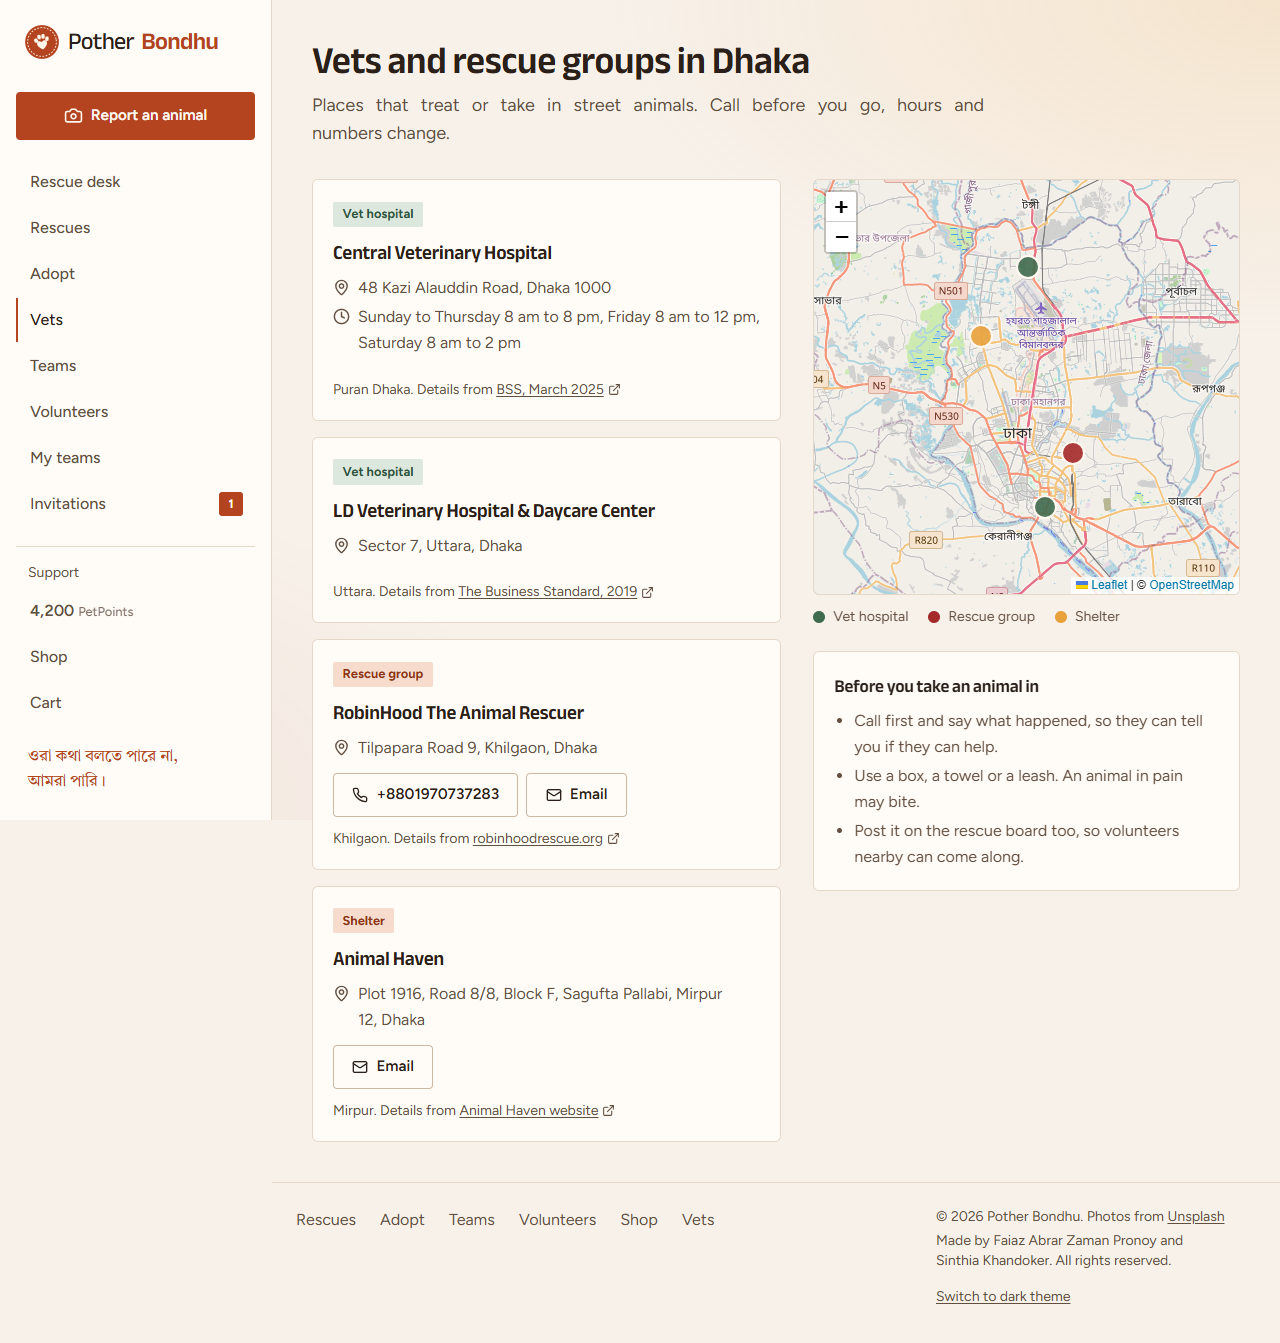 Pother Bondhu
Report an animal
Rescue desk
Rescues
Adopt
Vets
Teams
Volunteers
My teams
Invitations 1
Support
4,200 PetPoints
Shop
Cart
ওরা কথা বলতে পারে না,
আমরা পারি।
Vets and rescue groups in Dhaka
Places that treat or take in street animals. Call before you go, hours and
numbers change.
Vet hospital
Central Veterinary Hospital
48 Kazi Alauddin Road, Dhaka 1000
Sunday to Thursday 8 am to 8 pm, Friday 8 am to 12 pm,
Saturday 8 am to 2 pm
Puran Dhaka. Details from BSS, March 2025
Vet hospital
LD Veterinary Hospital & Daycare Center
Sector 7, Uttara, Dhaka
Uttara. Details from The Business Standard, 2019
Rescue group
RobinHood The Animal Rescuer
Tilpapara Road 9, Khilgaon, Dhaka
+8801970737283
Email
Khilgaon. Details from robinhoodrescue.org
Shelter
Animal Haven
Plot 1916, Road 8/8, Block F, Sagufta Pallabi, Mirpur
12, Dhaka
Email
Mirpur. Details from Animal Haven website
+
−
গাজীপুর
টঙ্গী
ভার উপজেলা
N501
সাভার
পূর্বাচল
হযরত শাহজালাল
আন্তর্জাতিক
বিমানবন্দর
ঢাকা জেলা
04
N5
রূপগঞ্জ
ঢাকা মহানগর
N530
ঢাকা
তারাবো
R820
কেরানীগঞ্জ
R110
Leaflet | © OpenStreetMap
Vet hospital
Rescue group
Shelter
Before you take an animal in
• Call first and say what happened, so they can tell
you if they can help.
• Use a box, a towel or a leash. An animal in pain
may bite.
• Post it on the rescue board too, so volunteers
nearby can come along.
Rescues Adopt Teams Volunteers Shop Vets
© 2026 Pother Bondhu. Photos from Unsplash
Made by Faiaz Abrar Zaman Pronoy and
Sinthia Khandoker. All rights reserved.
Switch to dark theme